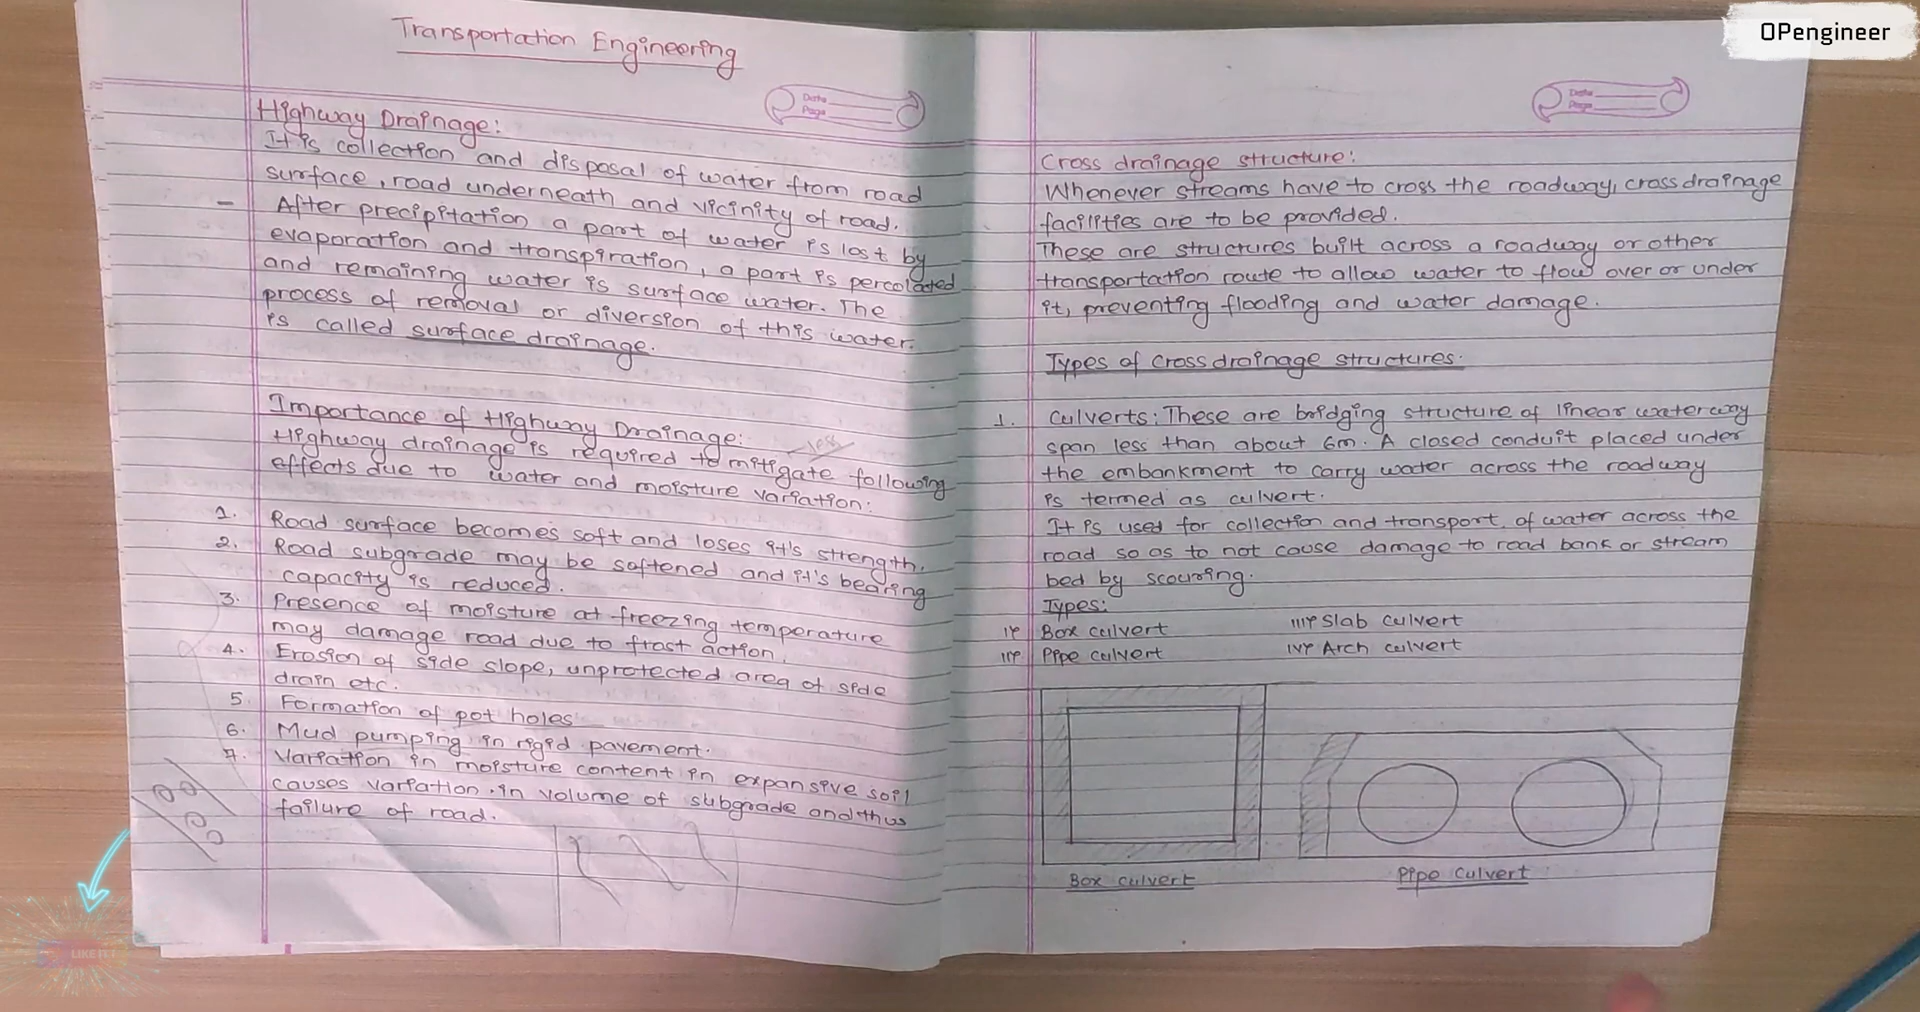 OPengineer
Transportation Engineering
Date
Page
Highway Drainage:
It is collection and disposal of water from road
surface, road underneath and vicinity of road.
- After precipitation a part of water is lost by
evaporation and transpiration, a part is percolated
and remaining water is surface water. The
process of removal or diversion of this water.
is called surface drainage.
Importance of Highway Drainage:
Highway drainage is required to mitigate following
effects due to water and moisture variation:
1. Road surface becomes soft and loses it's strength.
2. Road subgrade may be softened and it's bearing
capacity is reduced.
3. Presence of moisture at freezing temperature
may damage road due to frost action.
4. Erosion of side slope, unprotected area of side
drain etc.
5. Formation of pot holes
6. Mud pumping in rigid pavement.
7. Variation in moisture content in expansive soil
causes variation in volume of subgrade and thus
failure of road.
LIKE IT!
Date
Page
Cross drainage structure:
Whenever streams have to cross the roadway, cross drainage
facilities are to be provided.
These are structures built across a roadway or other
transportation route to allow water to flow over or under
it, preventing flooding and water damage.
Types of cross drainage structures.
1. Culverts: These are bridging structure of linear waterway
span less than about 6m. A closed conduit placed under
the embankment to carry water across the roadway
is termed as culvert.
It is used for collection and transport of water across the
road so as to not cause damage to road bank or stream
bed by scouring.
Types:
i) Box culvert iii) Slab culvert
ii) Pipe culvert iv) Arch culvert
Box culvert Pipe culvert